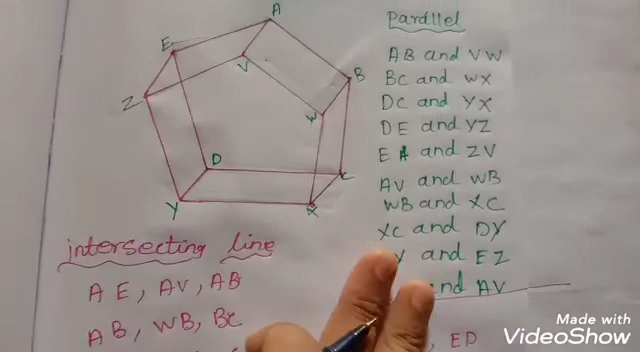 A
E
V
B
Z
W
D
C
Y
X
Parallel
AB and VW
BC and WX
DC and YX
DE and YZ
EA and ZV
AV and WB
WB and XC
XC and DY
and EZ
and AV
intersecting line
AE, AV, AB
AB, WB, BC
, ED
Made with
VideoShow